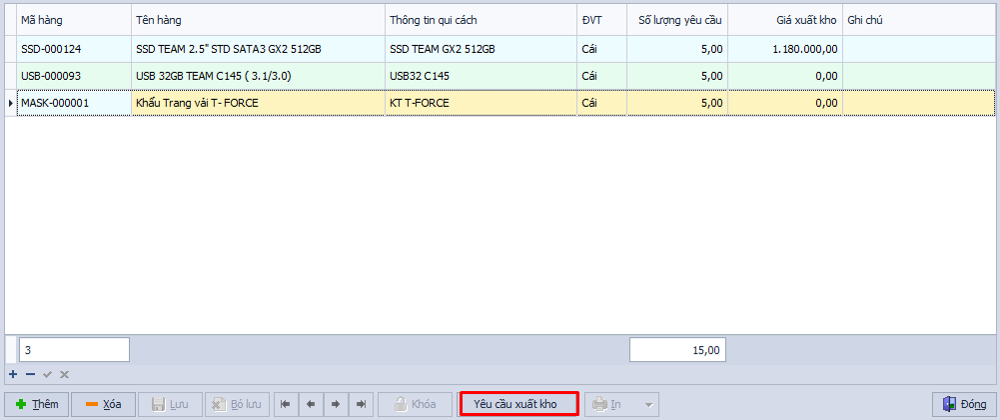 Mã hàng Tên hàng Thông tin qui cách ĐVT Số lượng yêu cầu Giá xuất kho Ghi chú
SSD-000124 SSD TEAM 2.5" STD SATA3 GX2 512GB SSD TEAM GX2 512GB Cái 5,00 1.180.000,00
USB-000093 USB 32GB TEAM C145 ( 3.1/3.0) USB32 C145 Cái 5,00 0,00
MASK-000001 Khẩu Trang vải T- FORCE KT T-FORCE Cái 5,00 0,00
3 15,00
Thêm Xóa Lưu Bỏ lưu Khóa Yêu cầu xuất kho In Đóng